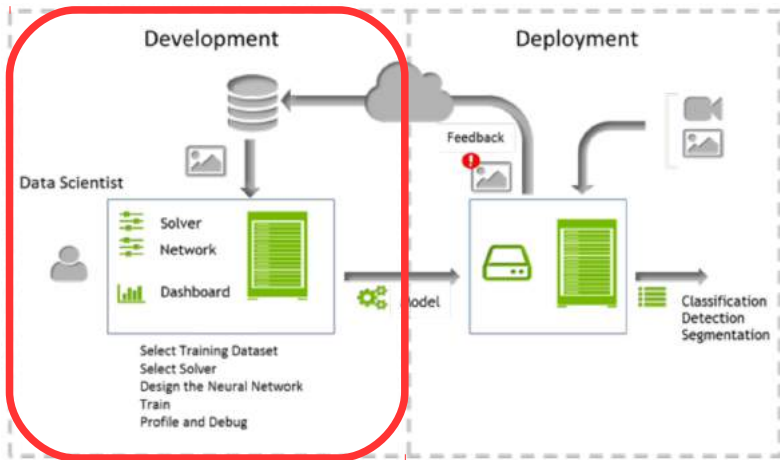 Development
Deployment
Feedback
Data Scientist
Solver
Network
Dashboard
Model
Classification
Detection
Segmentation
Select Training Dataset
Select Solver
Design the Neural Network
Train
Profile and Debug